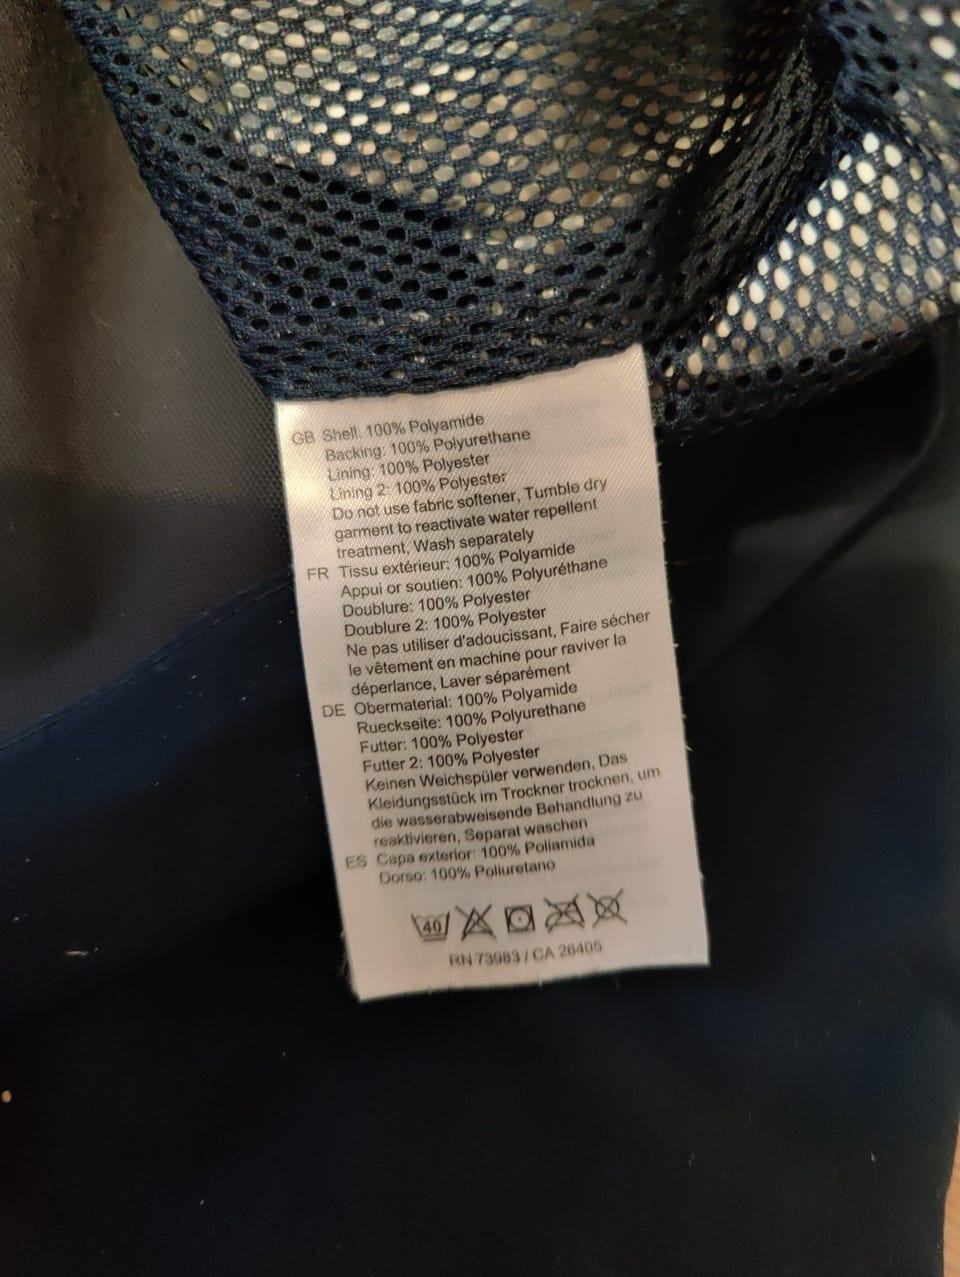 GB Shell: 100% Polyamide
Backing: 100% Polyurethane
Lining: 100% Polyester
Lining 2: 100% Polyester
Do not use fabric softener, Tumble dry
garment to reactivate water repellent
treatment, Wash separately
FR Tissu extérieur: 100% Polyamide
Appui or soutien: 100% Polyuréthane
Doublure: 100% Polyester
Doublure 2: 100% Polyester
Ne pas utiliser d'adoucissant, Faire sécher
le vêtement en machine pour raviver la
déperlance, Laver séparément
DE Obermaterial: 100% Polyamide
Rueckseite: 100% Polyurethane
Futter: 100% Polyester
Futter 2: 100% Polyester
Keinen Weichspüler verwenden, Das
Kleidungsstück im Trockner trocknen, um
die wasserabweisende Behandlung zu
reaktivieren, Separat waschen
ES Capa exterior: 100% Poliamida
Dorso: 100% Poliuretano
40
RN 73983 / CA 26405